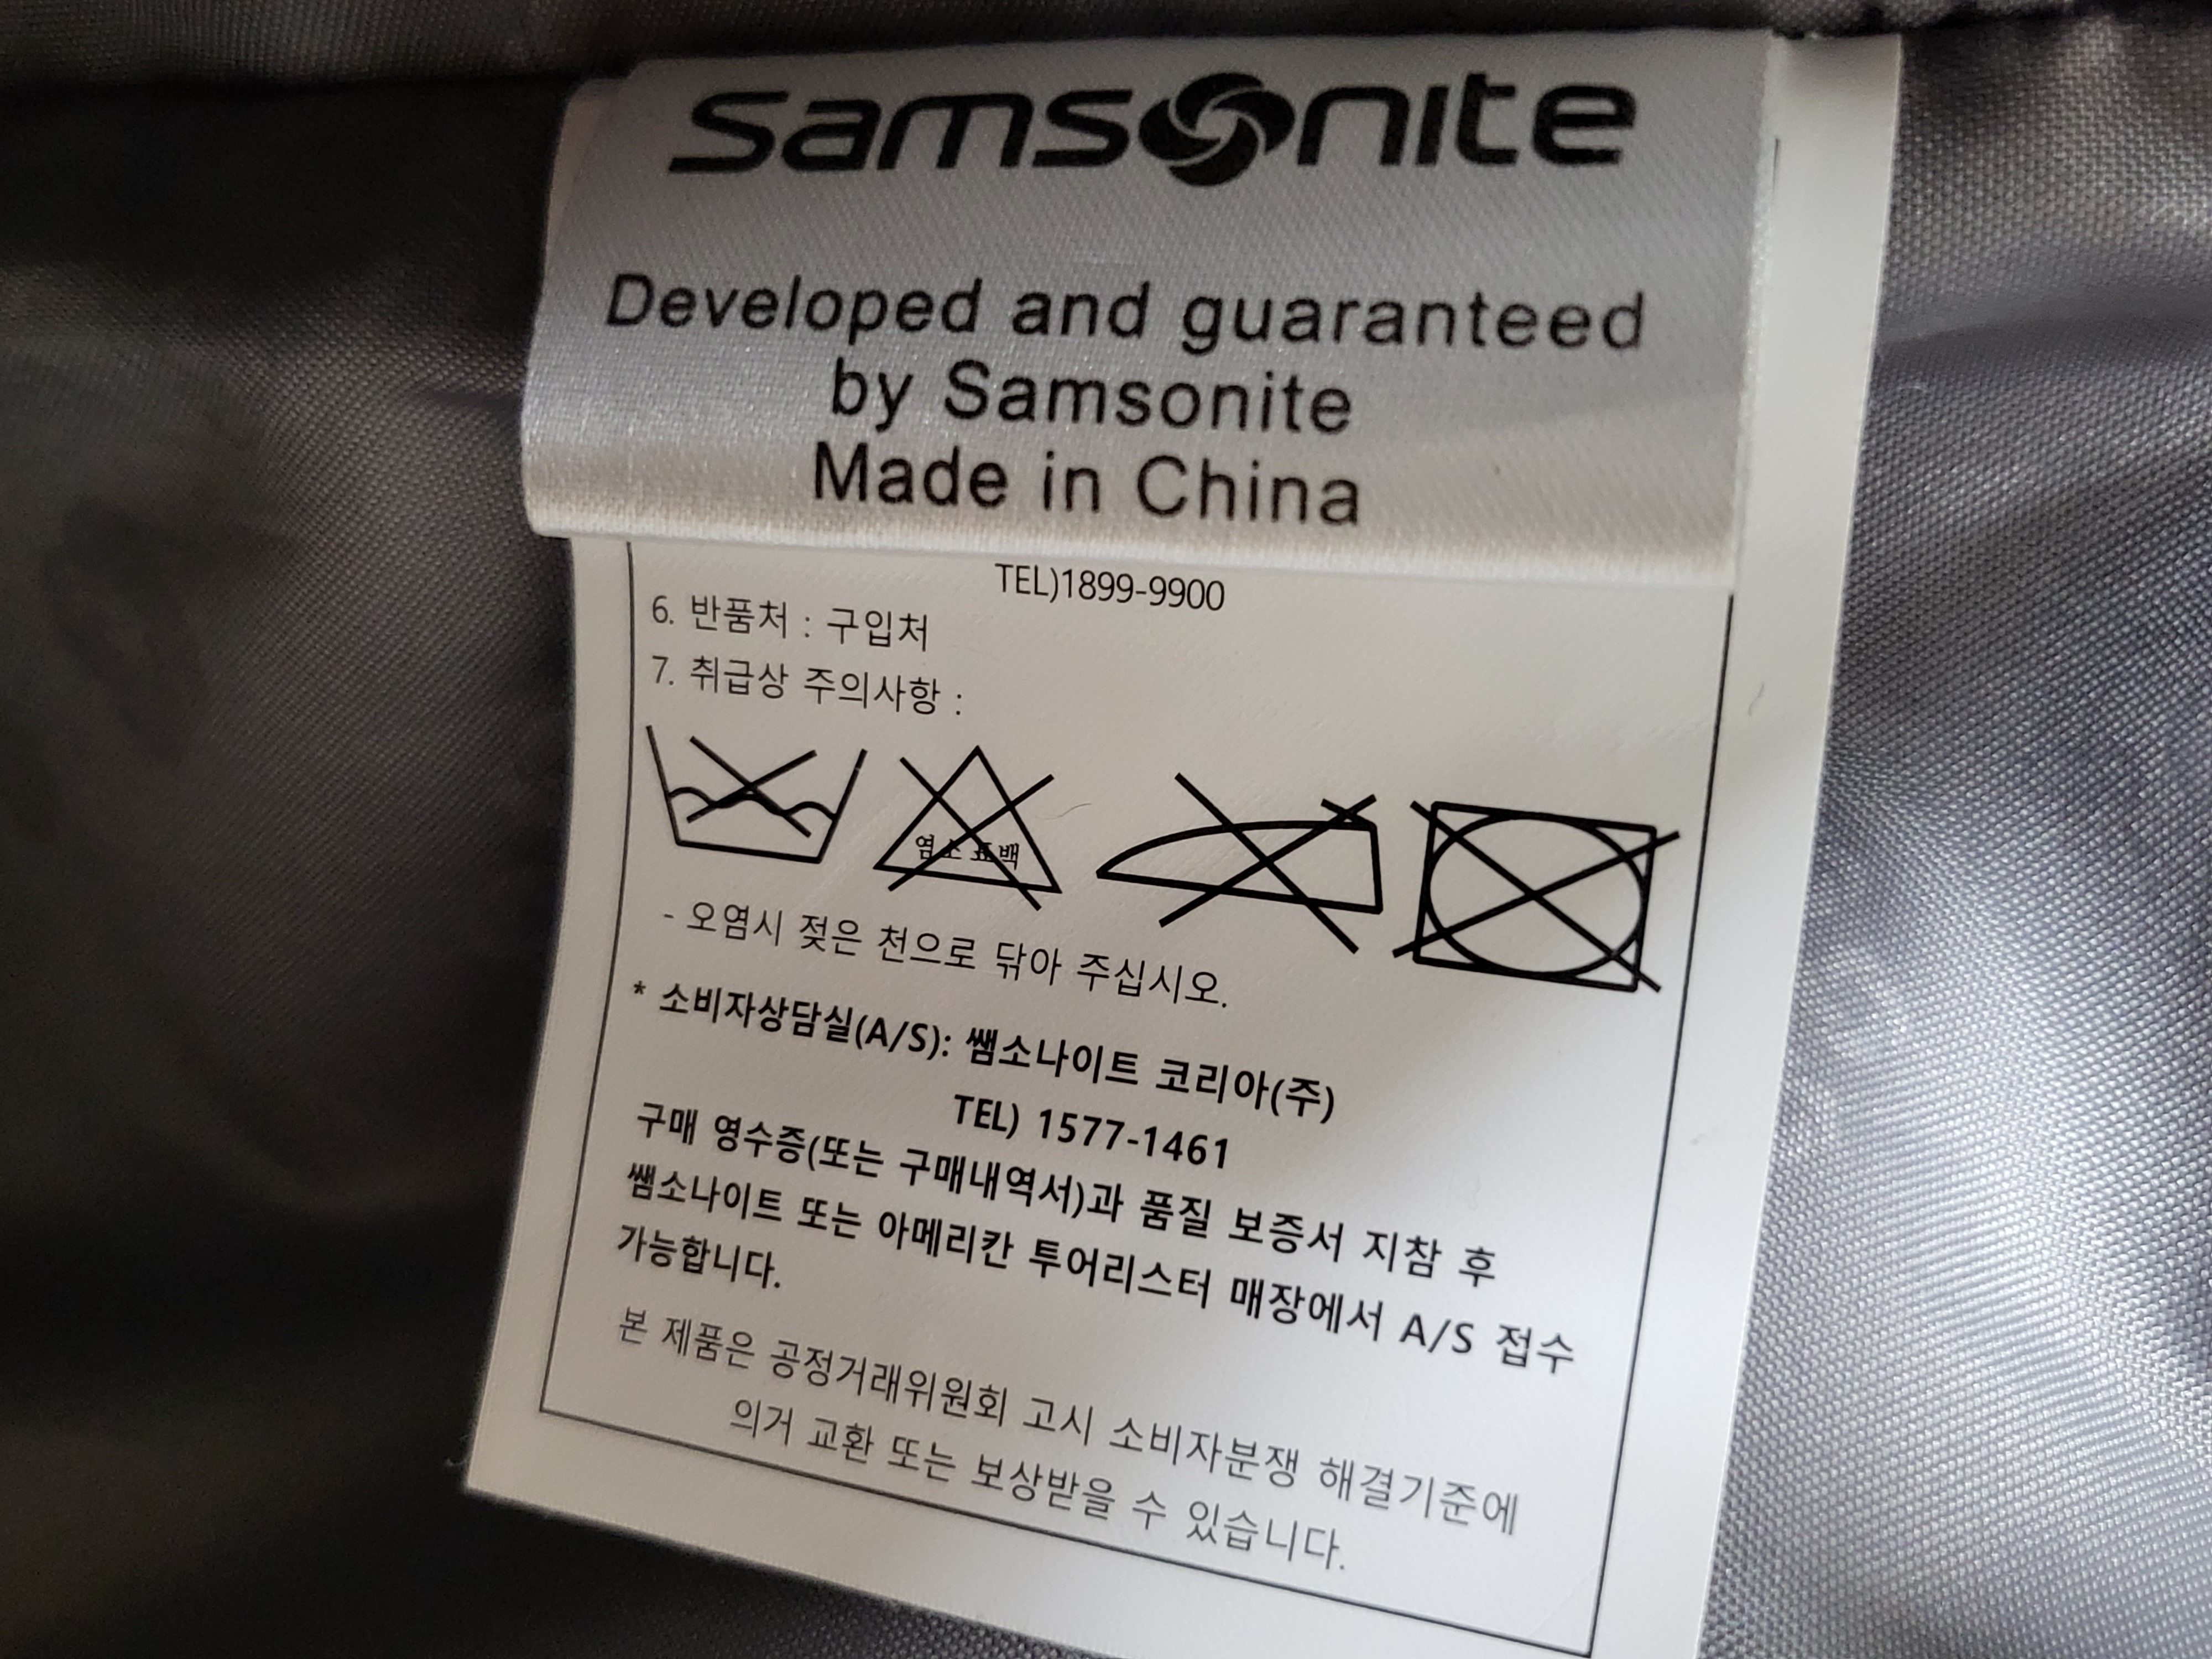 Samsonite
Developed and guaranteed
by Samsonite
Made in China
TEL)1899-9900
6. 반품처 : 구입처
7. 취급상 주의사항 :
염소 표백
- 오염시 젖은 천으로 닦아 주십시오.
* 소비자상담실(A/S): 쌤소나이트 코리아(주)
TEL) 1577-1461
구매 영수증(또는 구매내역서)과 품질 보증서 지참 후
쌤소나이트 또는 아메리칸 투어리스터 매장에서 A/S 접수
가능합니다.
본 제품은 공정거래위원회 고시 소비자분쟁 해결기준에
의거 교환 또는 보상받을 수 있습니다.